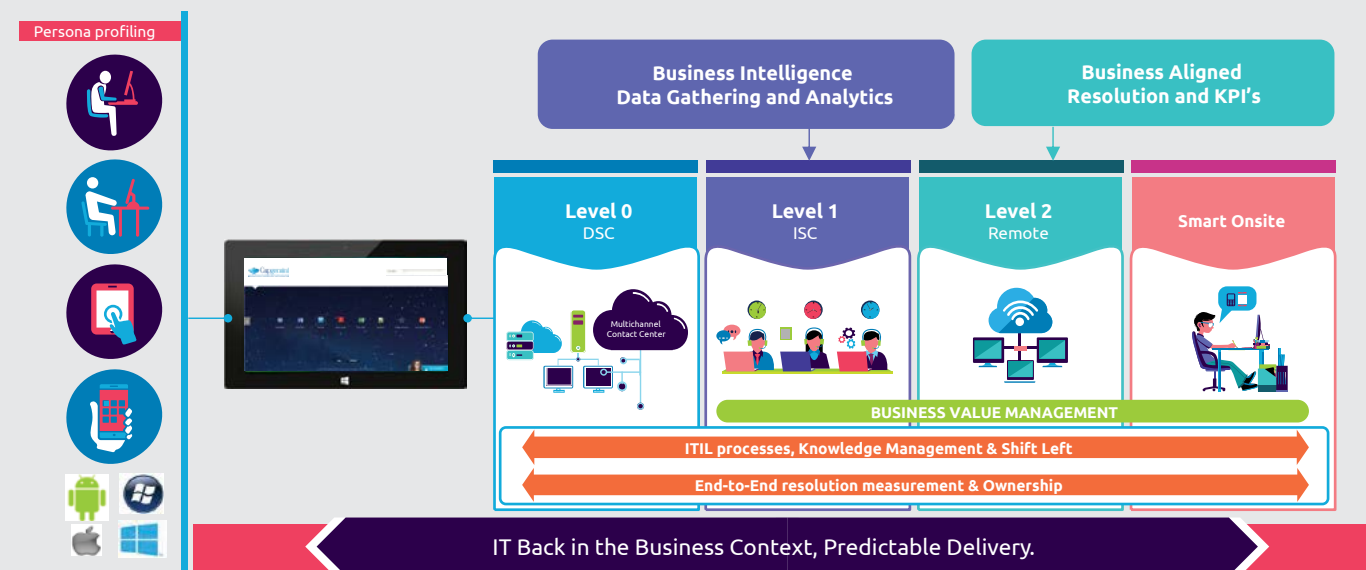 Persona profiling
Business Intelligence
Data Gathering and Analytics
Business Aligned
Resolution and KPI’s
Level 0
DSC
Level 1
ISC
Level 2
Remote
Smart Onsite
Capgemini
Multichannel
Contact Center
BUSINESS VALUE MANAGEMENT
ITIL processes, Knowledge Management & Shift Left
End-to-End resolution measurement & Ownership
IT Back in the Business Context, Predictable Delivery.